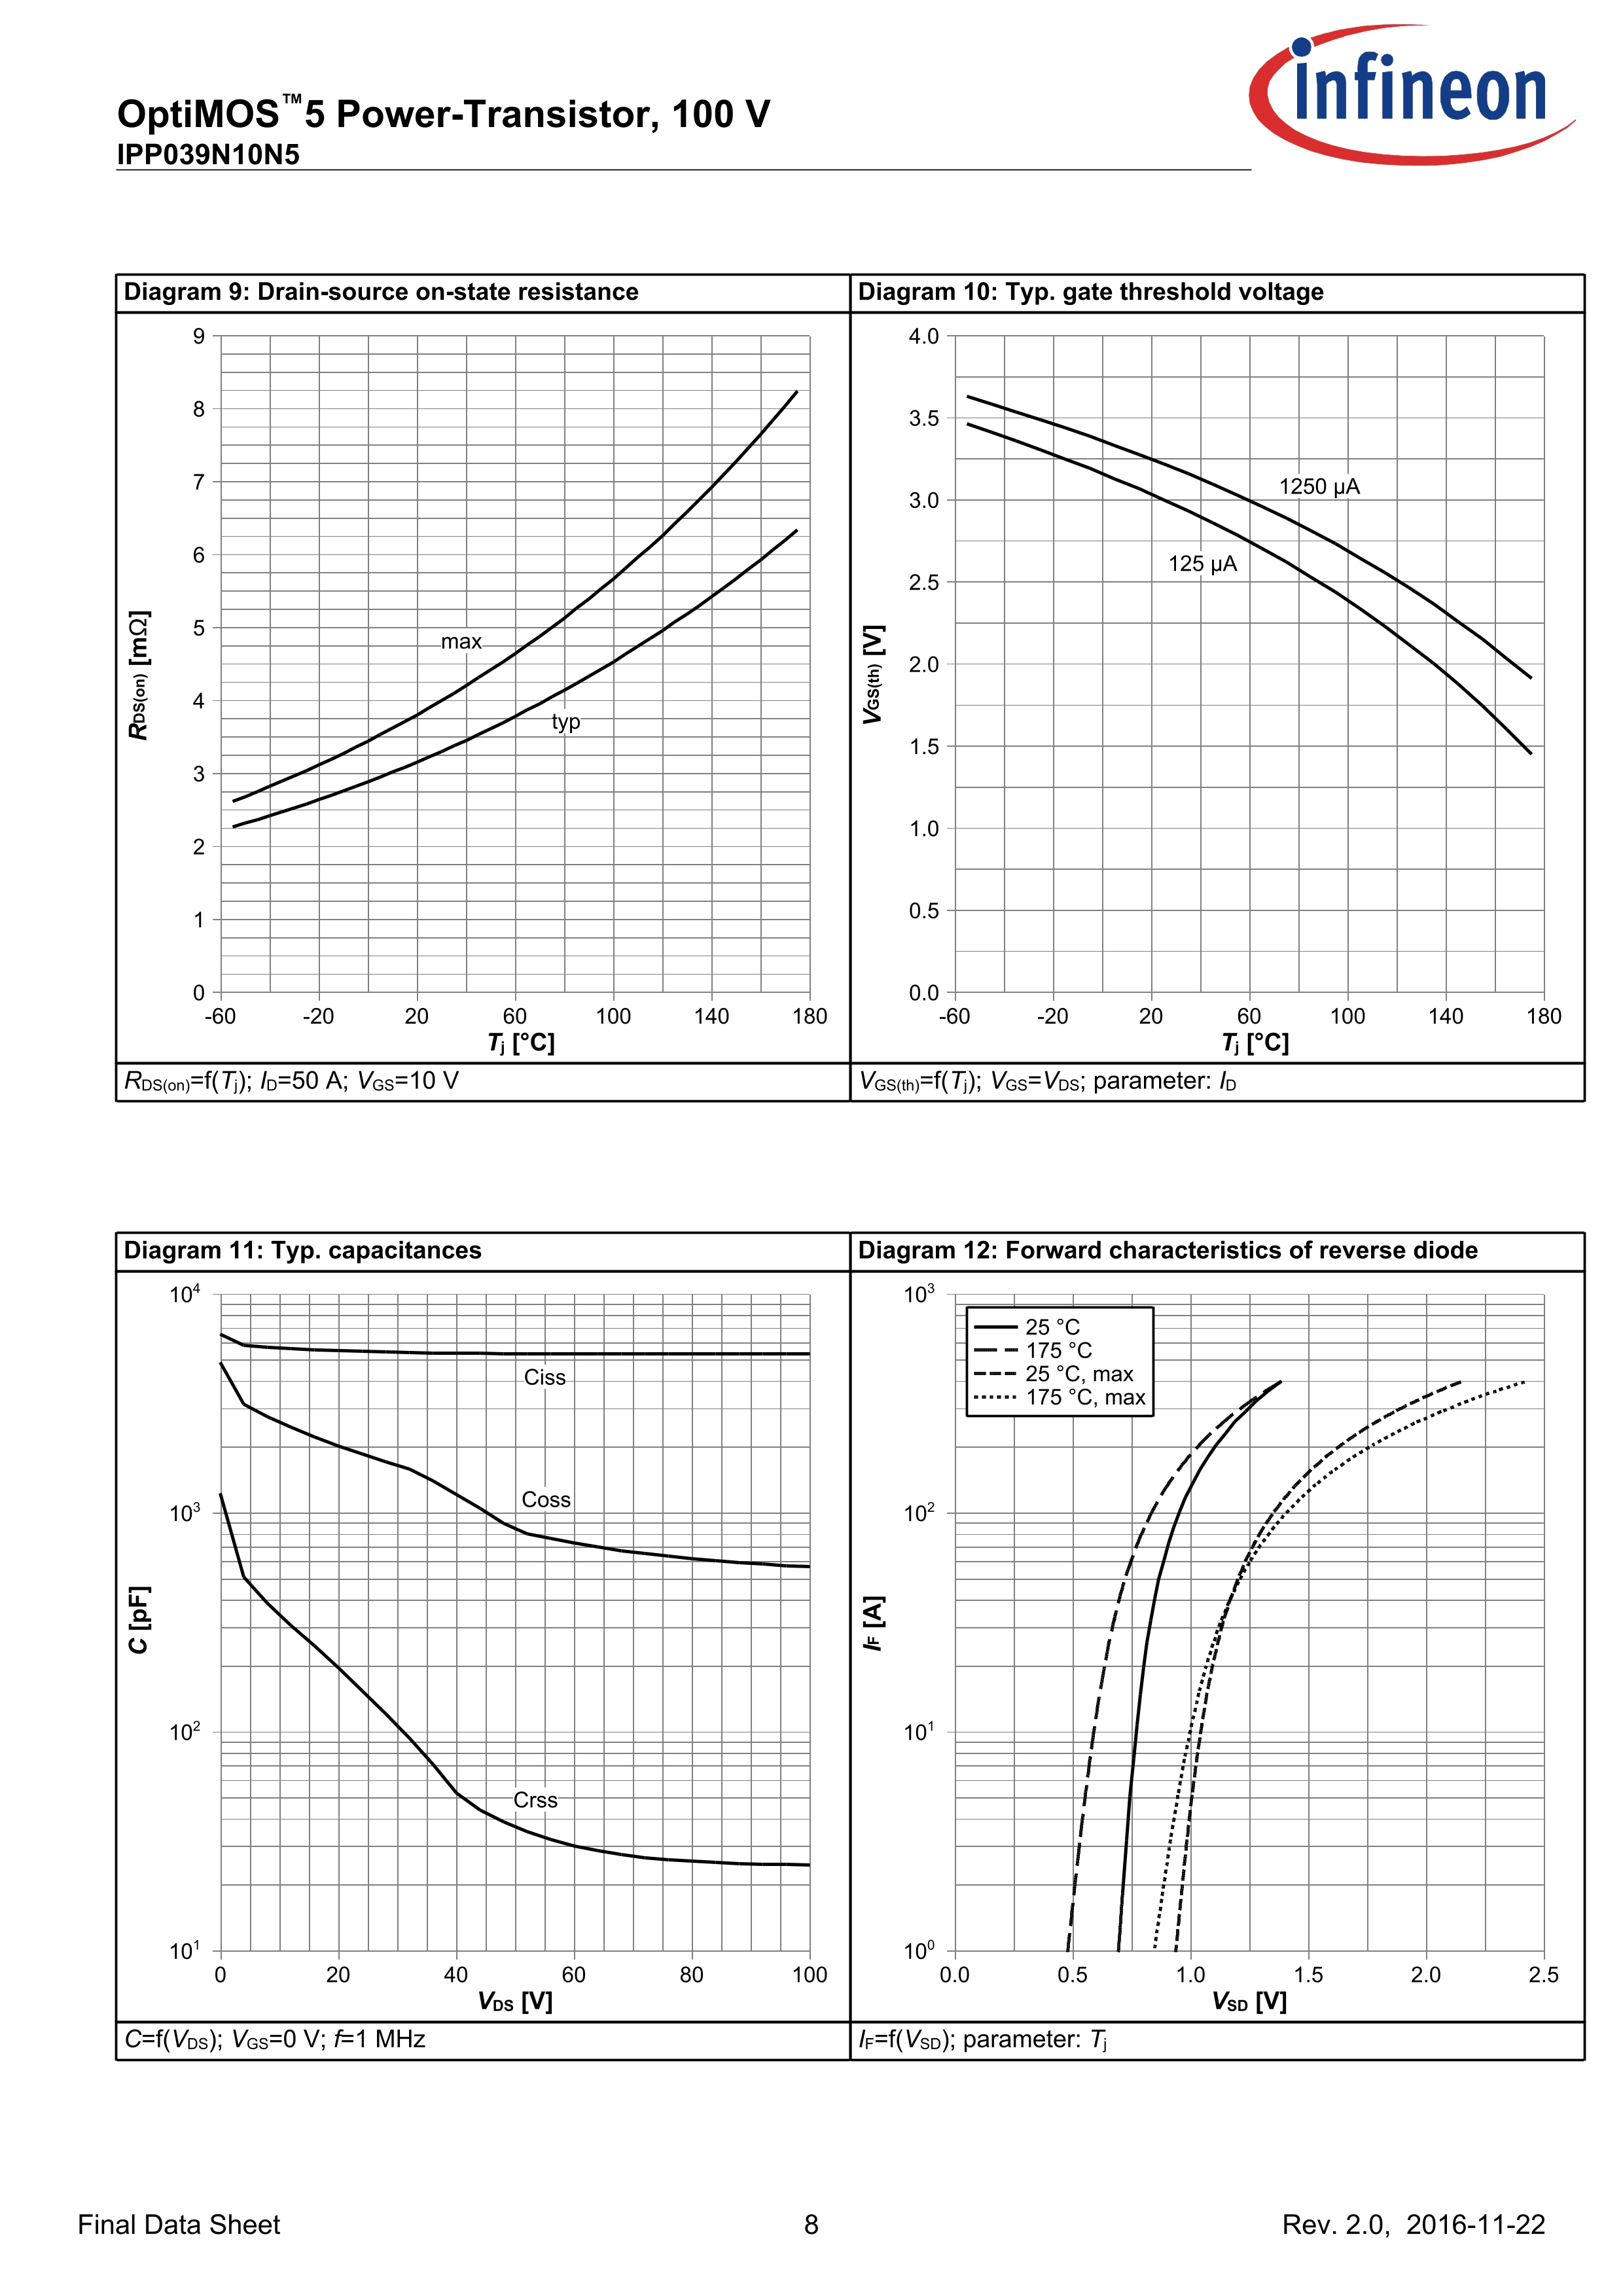 infineon
OptiMOS™5 Power-Transistor, 100 V
IPP039N10N5
Diagram 9: Drain-source on-state resistance
9
8
7
6
5
4
3
2
1
0
-60 -20 20 60 100 140 180
max
typ
RDS(on) [mΩ]
Tj [°C]
RDS(on)=f(Tj); ID=50 A; VGS=10 V
Diagram 10: Typ. gate threshold voltage
4.0
3.5
3.0
2.5
2.0
1.5
1.0
0.5
0.0
-60 -20 20 60 100 140 180
1250 µA
125 µA
VGS(th) [V]
Tj [°C]
VGS(th)=f(Tj); VGS=VDS; parameter: ID
Diagram 11: Typ. capacitances
10⁴
10³
10²
10¹
0 20 40 60 80 100
Ciss
Coss
Crss
C [pF]
VDS [V]
C=f(VDS); VGS=0 V; f=1 MHz
Diagram 12: Forward characteristics of reverse diode
10³
10²
10¹
10⁰
0.0 0.5 1.0 1.5 2.0 2.5
25 °C
175 °C
25 °C, max
175 °C, max
IF [A]
VSD [V]
IF=f(VSD); parameter: Tj
Final Data Sheet 8 Rev. 2.0, 2016-11-22